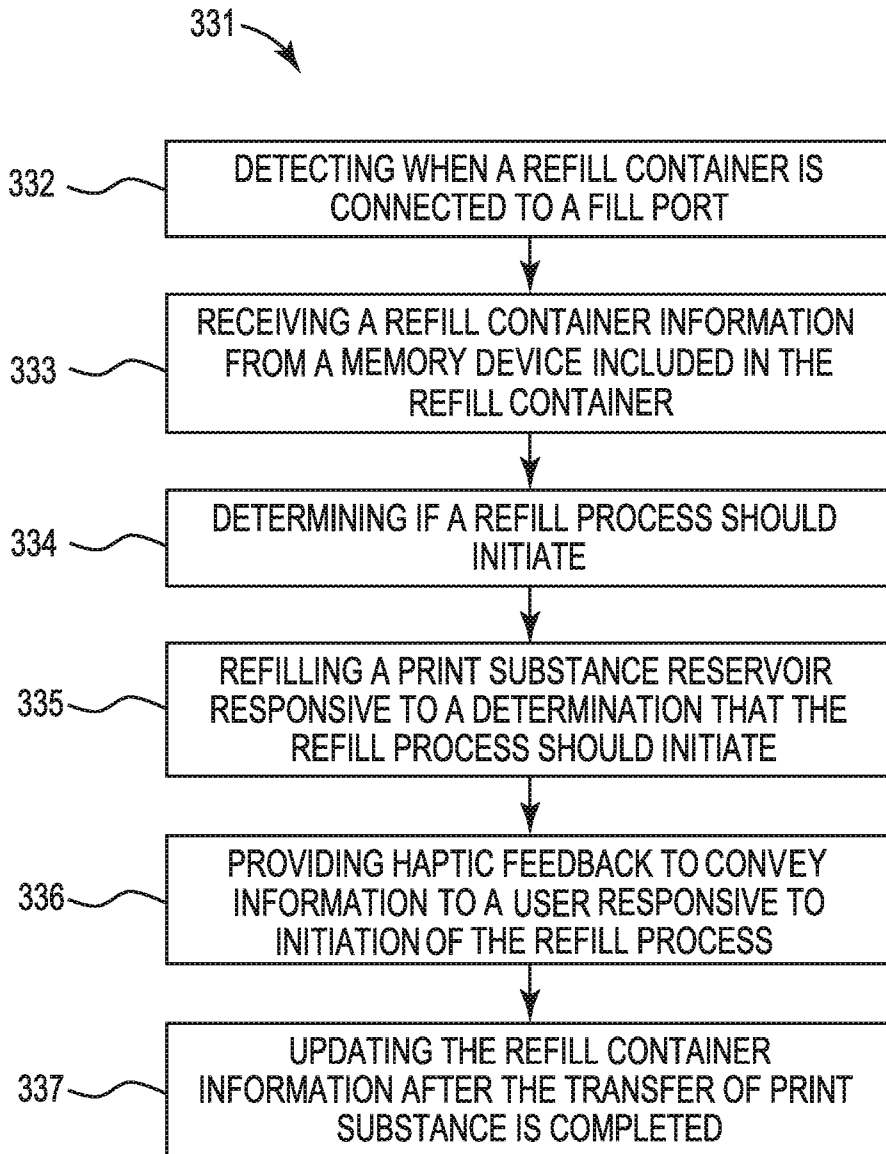 331
332
DETECTING WHEN A REFILL CONTAINER IS
CONNECTED TO A FILL PORT
333
RECEIVING A REFILL CONTAINER INFORMATION
FROM A MEMORY DEVICE INCLUDED IN THE
REFILL CONTAINER
334
DETERMINING IF A REFILL PROCESS SHOULD
INITIATE
335
REFILLING A PRINT SUBSTANCE RESERVOIR
RESPONSIVE TO A DETERMINATION THAT THE
REFILL PROCESS SHOULD INITIATE
336
PROVIDING HAPTIC FEEDBACK TO CONVEY
INFORMATION TO A USER RESPONSIVE TO
INITIATION OF THE REFILL PROCESS
337
UPDATING THE REFILL CONTAINER
INFORMATION AFTER THE TRANSFER OF PRINT
SUBSTANCE IS COMPLETED